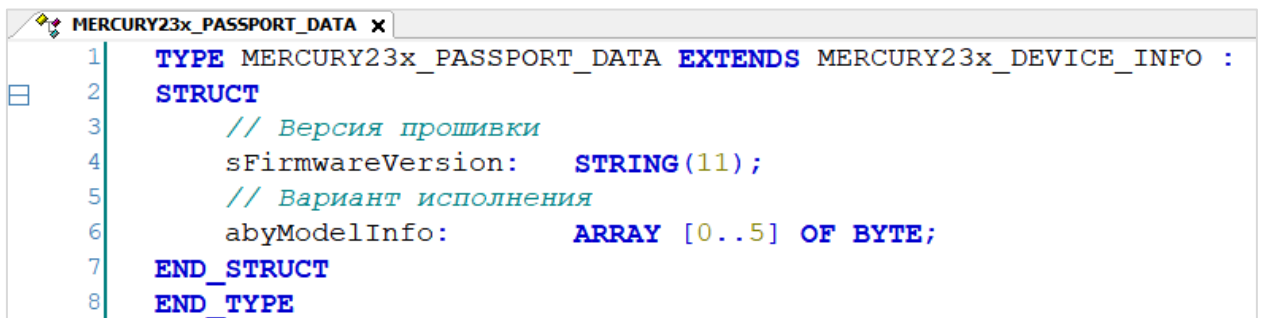 MERCURY23x_PASSPORT_DATA X
1 TYPE MERCURY23x_PASSPORT_DATA EXTENDS MERCURY23x_DEVICE_INFO :
2 STRUCT
3 // Версия прошивки
4 sFirmwareVersion: STRING(11);
5 // Вариант исполнения
6 abyModelInfo: ARRAY [0..5] OF BYTE;
7 END_STRUCT
8 END_TYPE